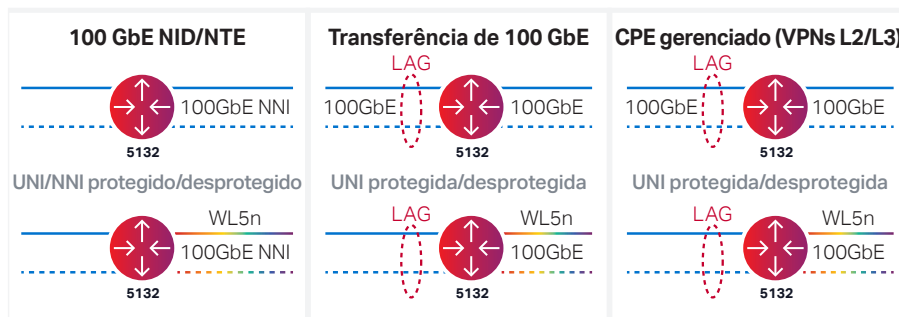 100 GbE NID/NTE
100GbE NNI
5132
UNI/NNI protegido/desprotegido
WL5n
100GbE NNI
5132
Transferência de 100 GbE
LAG
100GbE
100GbE
5132
UNI protegida/desprotegida
LAG
WL5n
100GbE
5132
CPE gerenciado (VPNs L2/L3)
LAG
100GbE
100GbE
5132
UNI protegida/desprotegida
LAG
WL5n
100GbE
5132